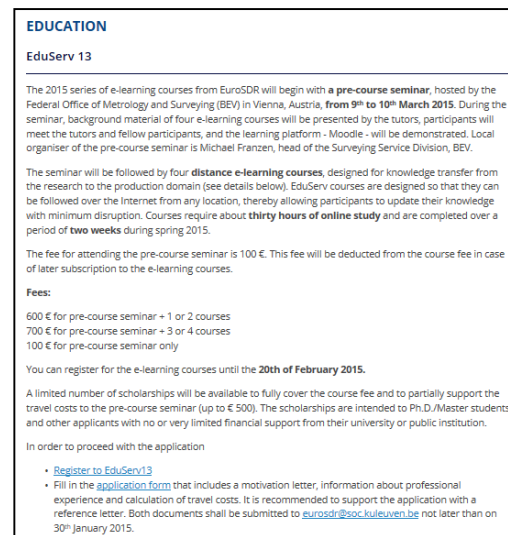 EDUCATION
EduServ 13
The 2015 series of e-learning courses from EuroSDR will begin with a pre-course seminar, hosted by the
Federal Office of Metrology and Surveying (BEV) in Vienna, Austria, from 9th to 10th March 2015. During the
seminar, background material of four e-learning courses will be presented by the tutors, participants will
meet the tutors and fellow participants, and the learning platform - Moodle - will be demonstrated. Local
organiser of the pre-course seminar is Michael Franzen, head of the Surveying Service Division, BEV.
The seminar will be followed by four distance e-learning courses, designed for knowledge transfer from
the research to the production domain (see details below). EduServ courses are designed so that they can
be followed over the Internet from any location, thereby allowing participants to update their knowledge
with minimum disruption. Courses require about thirty hours of online study and are completed over a
period of two weeks during spring 2015.
The fee for attending the pre-course seminar is 100 €. This fee will be deducted from the course fee in case
of later subscription to the e-learning courses.
Fees:
600 € for pre-course seminar + 1 or 2 courses
700 € for pre-course seminar + 3 or 4 courses
100 € for pre-course seminar only
You can register for the e-learning courses until the 20th of February 2015.
A limited number of scholarships will be available to fully cover the course fee and to partially support the
travel costs to the pre-course seminar (up to € 500). The scholarships are intended to Ph.D./Master students
and other applicants with no or very limited financial support from their university or public institution.
In order to proceed with the application
• Register to EduServ13
• Fill in the application form that includes a motivation letter, information about professional
experience and calculation of travel costs. It is recommended to support the application with a
reference letter. Both documents shall be submitted to eurosdr@soc.kuleuven.be not later than on
30th January 2015.